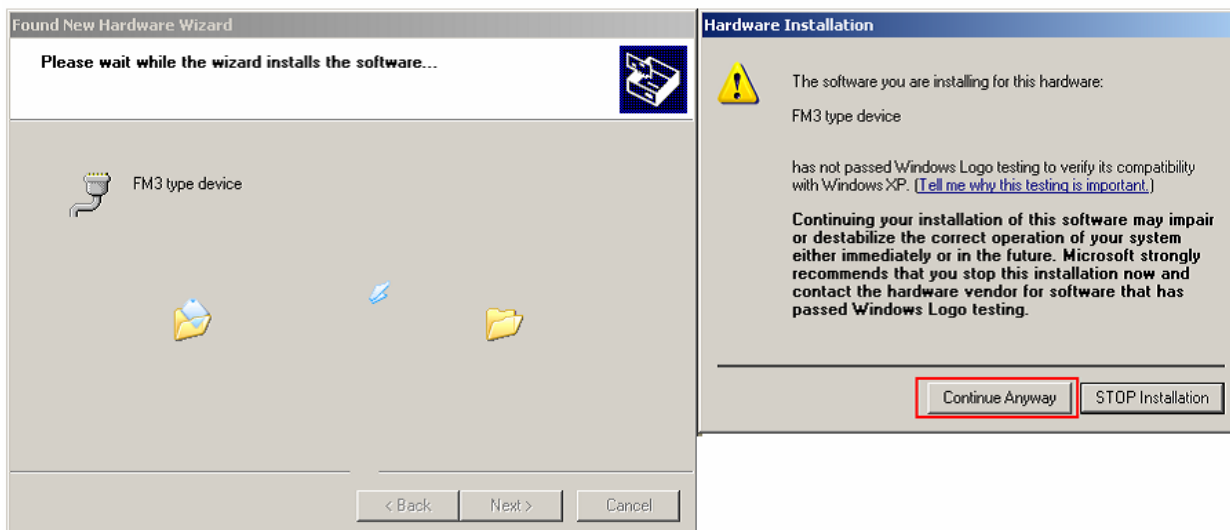 Found New Hardware Wizard
Please wait while the wizard installs the software...
FM3 type device
< Back
Next >
Cancel
Hardware Installation
The software you are installing for this hardware:
FM3 type device
has not passed Windows Logo testing to verify its compatibility
with Windows XP. (Tell me why this testing is important.)
Continuing your installation of this software may impair
or destabilize the correct operation of your system
either immediately or in the future. Microsoft strongly
recommends that you stop this installation now and
contact the hardware vendor for software that has
passed Windows Logo testing.
Continue Anyway
STOP Installation